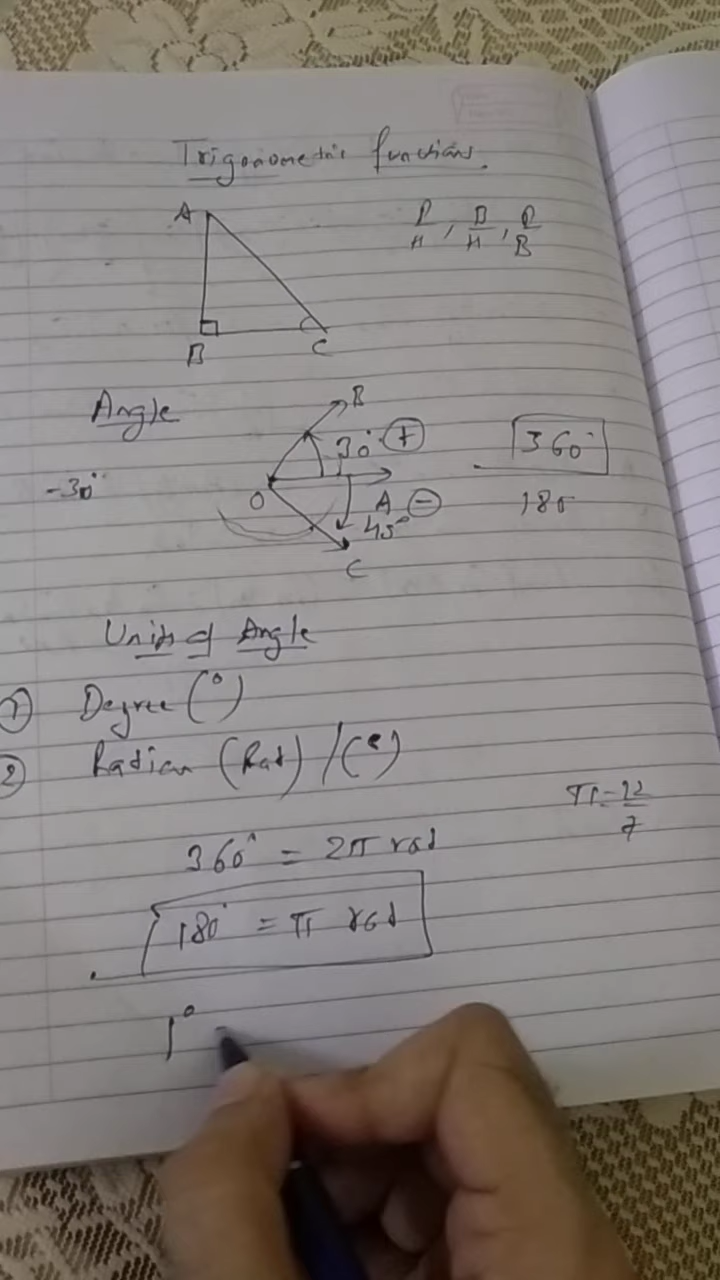 Trigonometric functions.
A
P/H, B/H, P/B
B C
Angle
B
30° +
360°
-30°
O A -
180
45°
C
Units of Angle
1 Degree (°)
2 Radian (Rad) / (c)
π = 22/7
360° = 2π rad
180° = π rad
1°